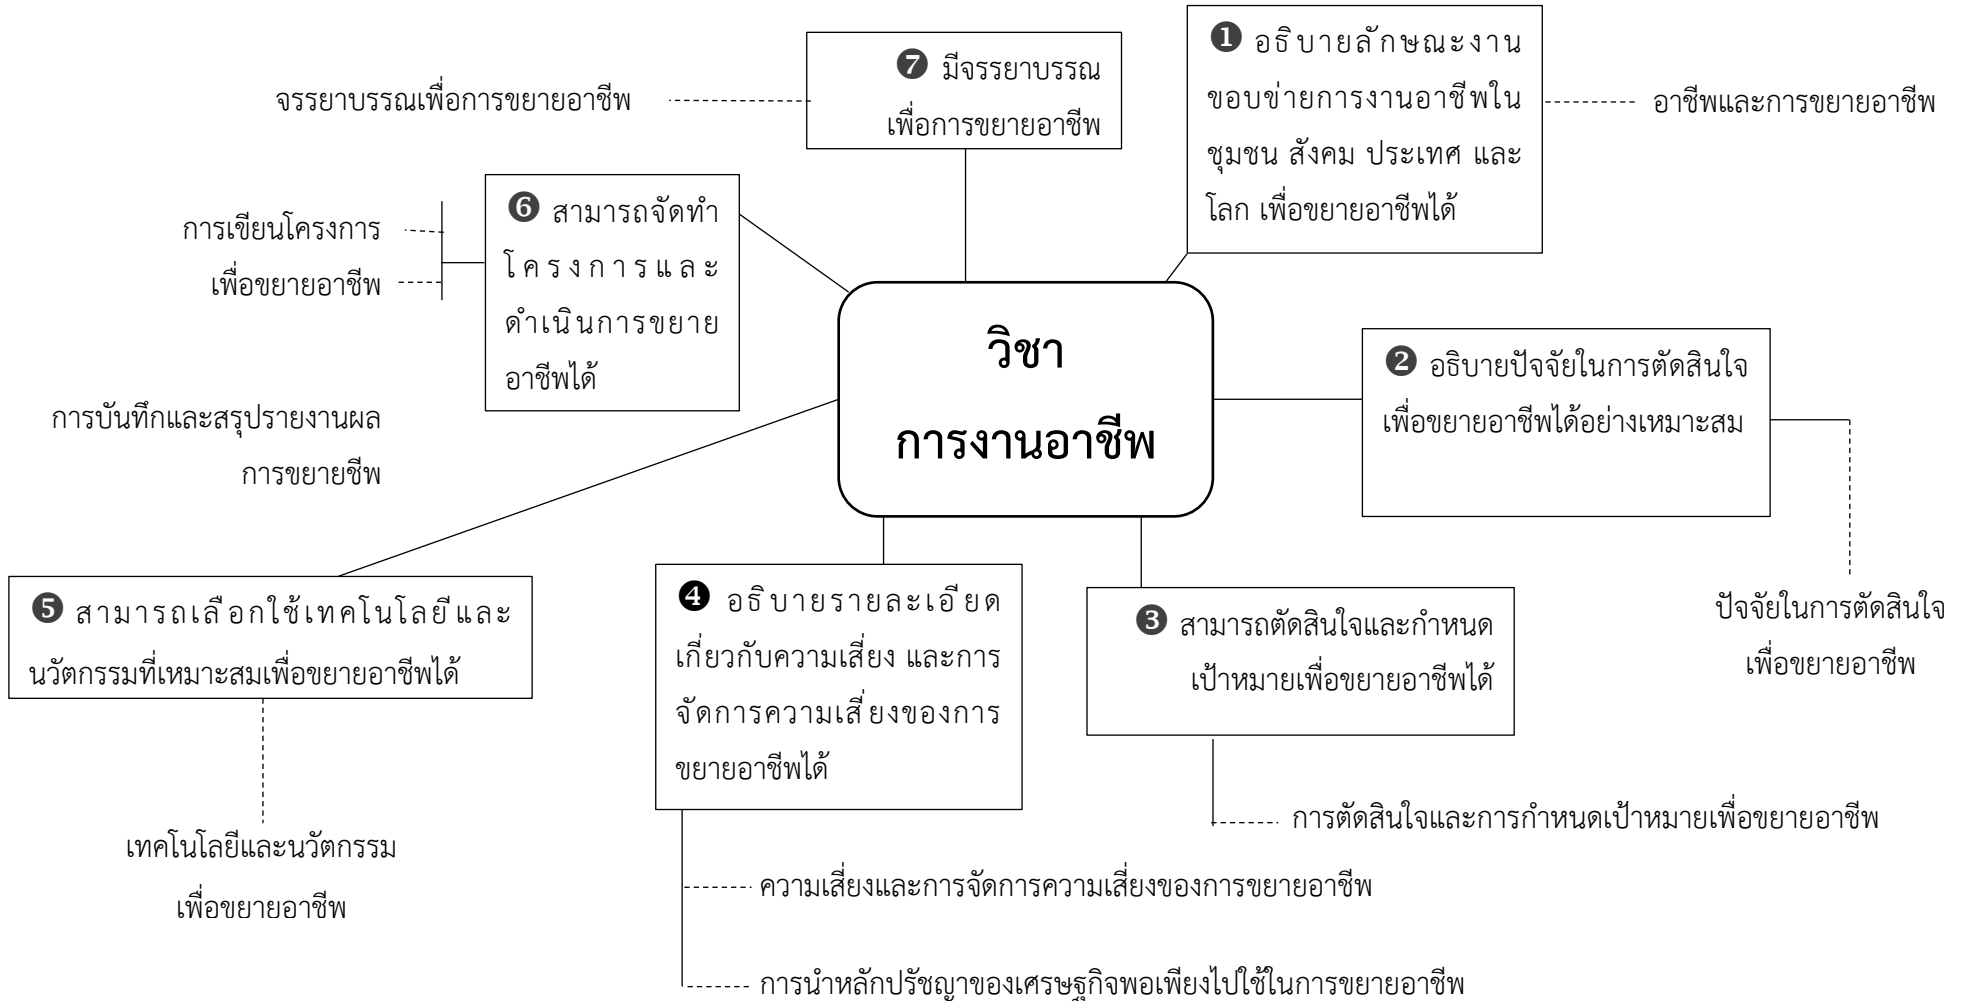 ❶ อธิบายลักษณะงาน
ขอบข่ายการงานอาชีพใน
ชุมชน สังคม ประเทศ และ
โลก เพื่อขยายอาชีพได้
อาชีพและการขยายอาชีพ
❼ มีจรรยาบรรณ
เพื่อการขยายอาชีพ
จรรยาบรรณเพื่อการขยายอาชีพ
❻ สามารถจัดทำ
โครงการและ
ดำเนินการขยาย
อาชีพได้
การเขียนโครงการ
เพื่อขยายอาชีพ
การบันทึกและสรุปรายงานผล
การขยายชีพ
วิชา
การงานอาชีพ
❷ อธิบายปัจจัยในการตัดสินใจ
เพื่อขยายอาชีพได้อย่างเหมาะสม
ปัจจัยในการตัดสินใจ
เพื่อขยายอาชีพ
❺ สามารถเลือกใช้เทคโนโลยีและ
นวัตกรรมที่เหมาะสมเพื่อขยายอาชีพได้
เทคโนโลยีและนวัตกรรม
เพื่อขยายอาชีพ
❹ อธิบายรายละเอียด
เกี่ยวกับความเสี่ยง และการ
จัดการความเสี่ยงของการ
ขยายอาชีพได้
❸ สามารถตัดสินใจและกำหนด
เป้าหมายเพื่อขยายอาชีพได้
การตัดสินใจและการกำหนดเป้าหมายเพื่อขยายอาชีพ
ความเสี่ยงและการจัดการความเสี่ยงของการขยายอาชีพ
การนำหลักปรัชญาของเศรษฐกิจพอเพียงไปใช้ในการขยายอาชีพ